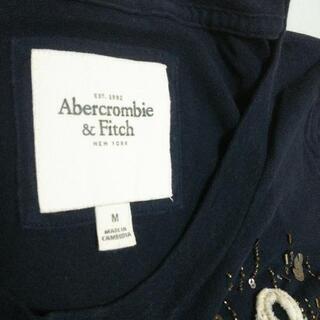 EST. 1892
Abercrombie
& Fitch
NEW YORK
M
MADE IN
CAMBODIA